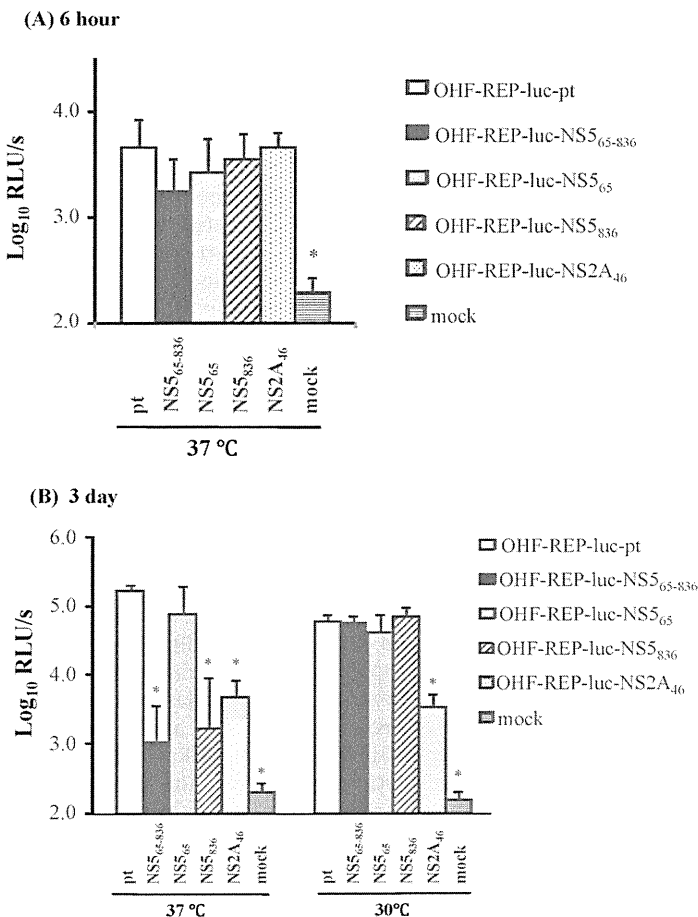 (A) 6 hour
Log10 RLU/s
4.0
3.0
2.0
*
pt
NS565-836
NS565
NS5836
NS2A46
mock
37 °C
OHF-REP-luc-pt
OHF-REP-luc-NS565-836
OHF-REP-luc-NS565
OHF-REP-luc-NS5836
OHF-REP-luc-NS2A46
mock
(B) 3 day
Log10 RLU/s
6.0
5.0
4.0
3.0
2.0
*
*
*
*
*
*
pt
NS565-836
NS565
NS5836
NS2A46
mock
37 °C
pt
NS565-836
NS565
NS5836
NS2A46
mock
30°C
OHF-REP-luc-pt
OHF-REP-luc-NS565-836
OHF-REP-luc-NS565
OHF-REP-luc-NS5836
OHF-REP-luc-NS2A46
mock